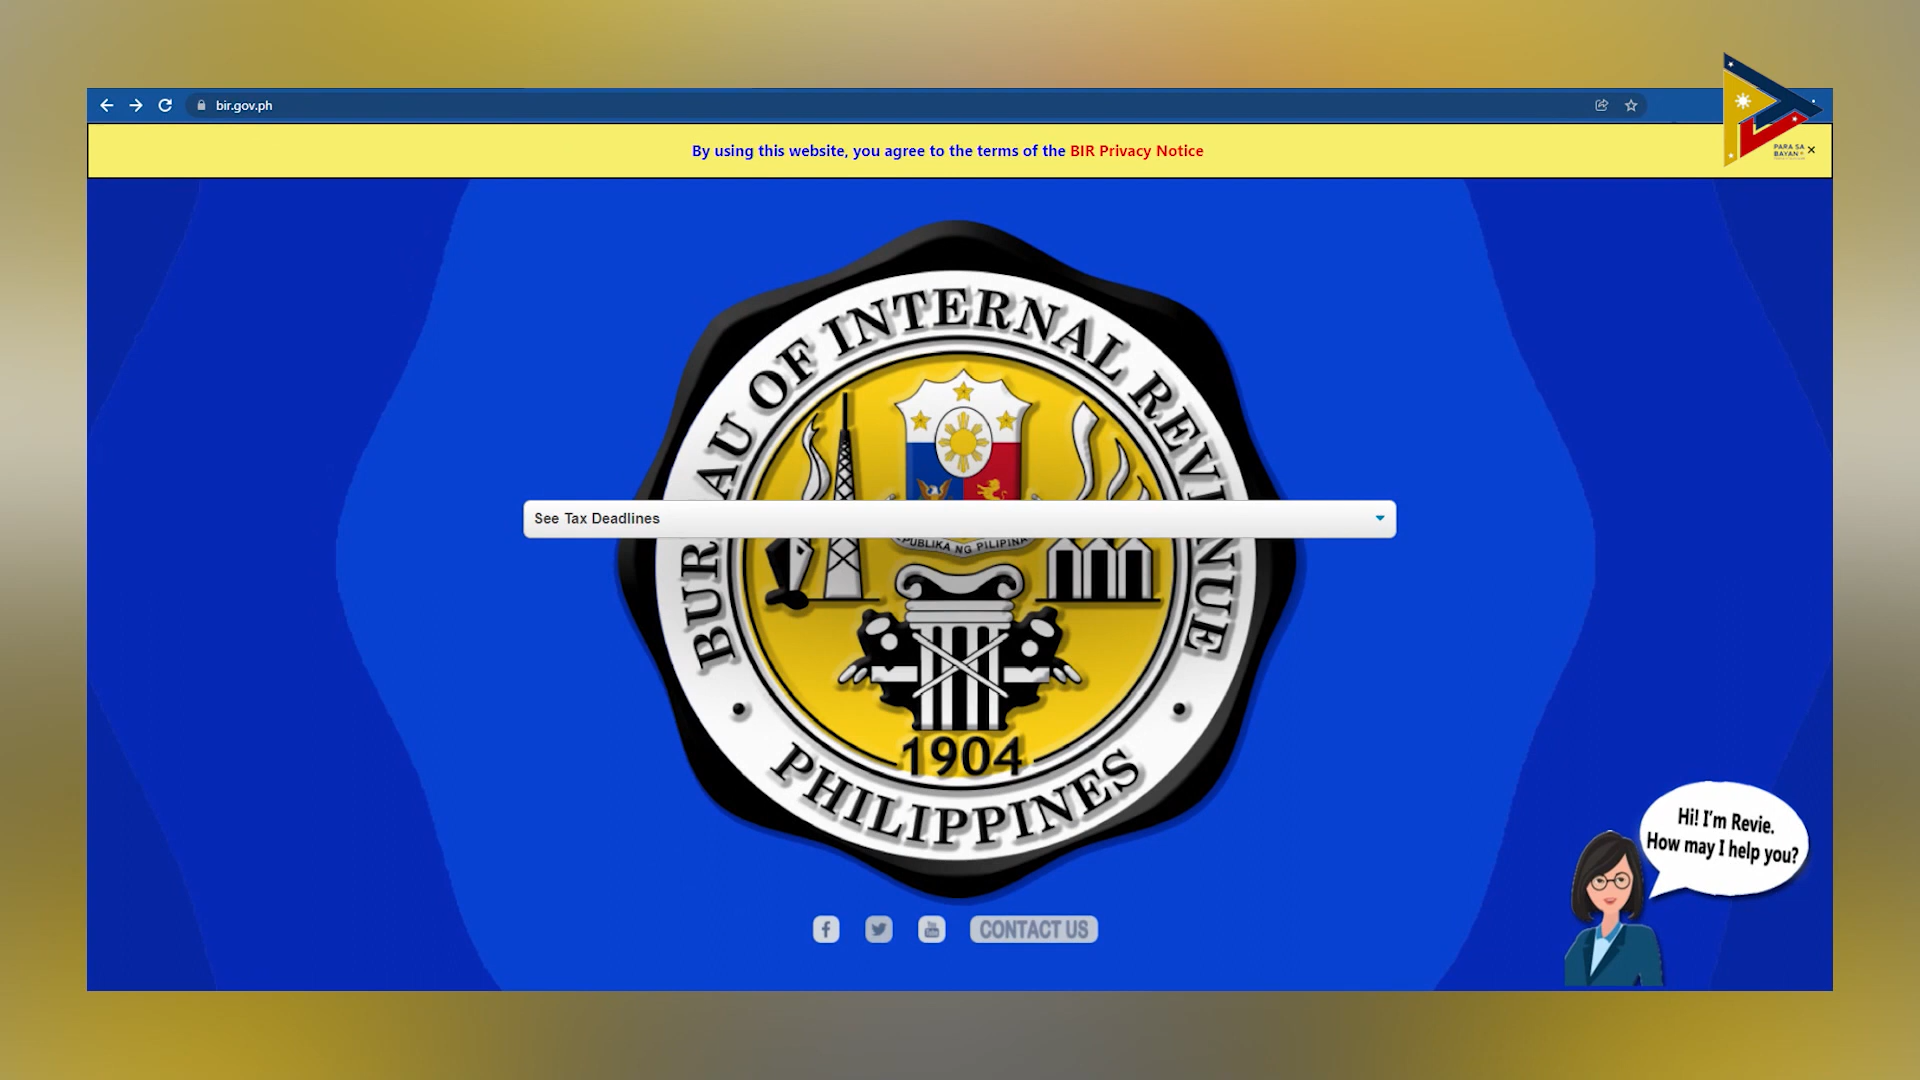 bir.gov.ph
PARA SA
BAYAN
By using this website, you agree to the terms of the BIR Privacy Notice
BUREAU OF INTERNAL REVENUE
See Tax Deadlines
PUBLIKA NG PILIPINA
1904
PHILIPPINES
Hi! I'm Revie.
How may I help you?
CONTACT US